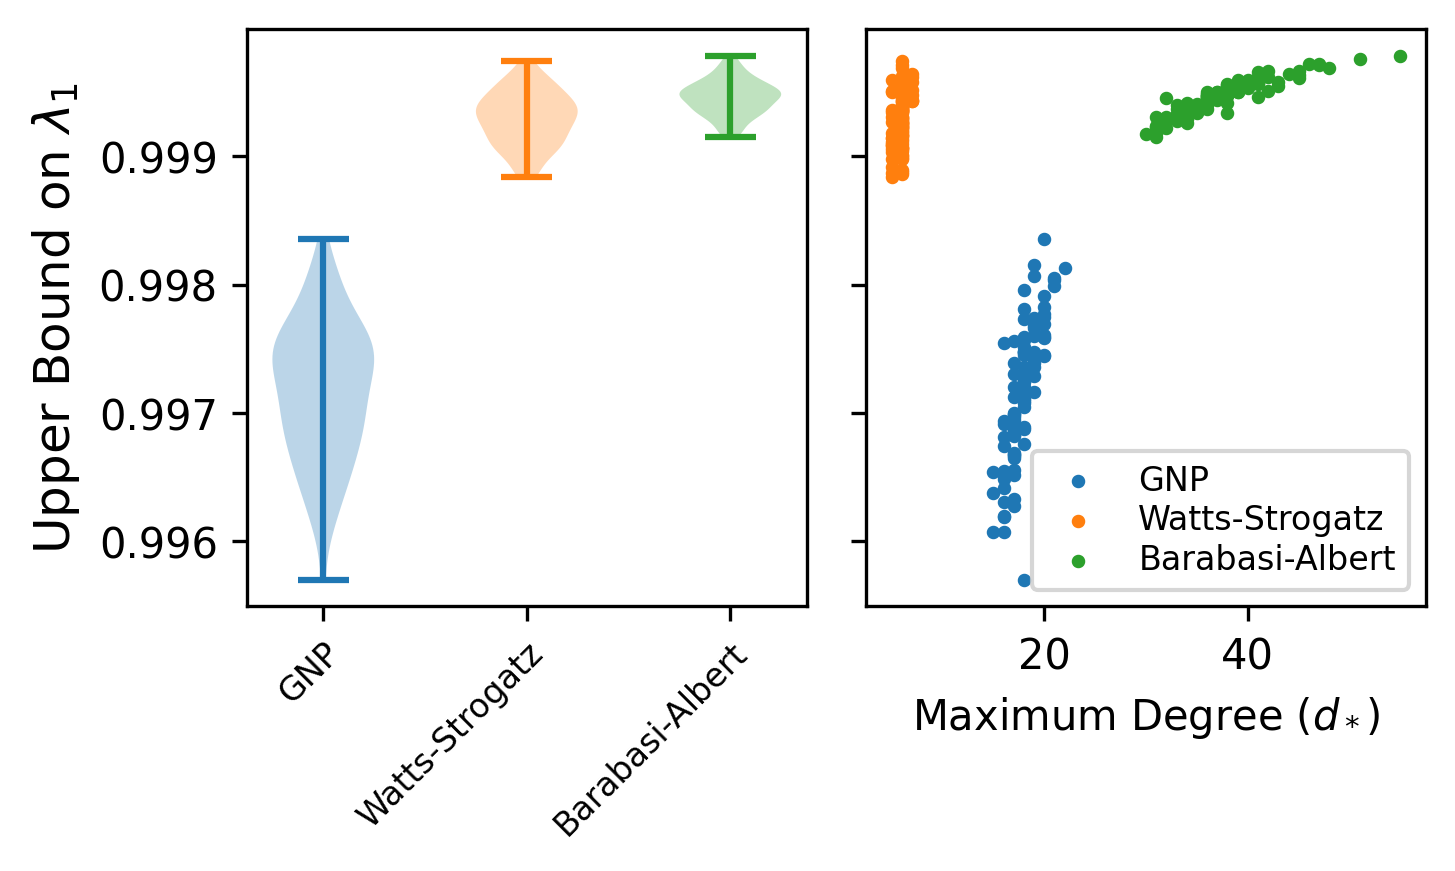 Upper Bound on λ1
0.999
0.998
0.997
0.996
GNP
Watts-Strogatz
Barabasi-Albert
GNP
Watts-Strogatz
Barabasi-Albert
20 40
Maximum Degree (d*)